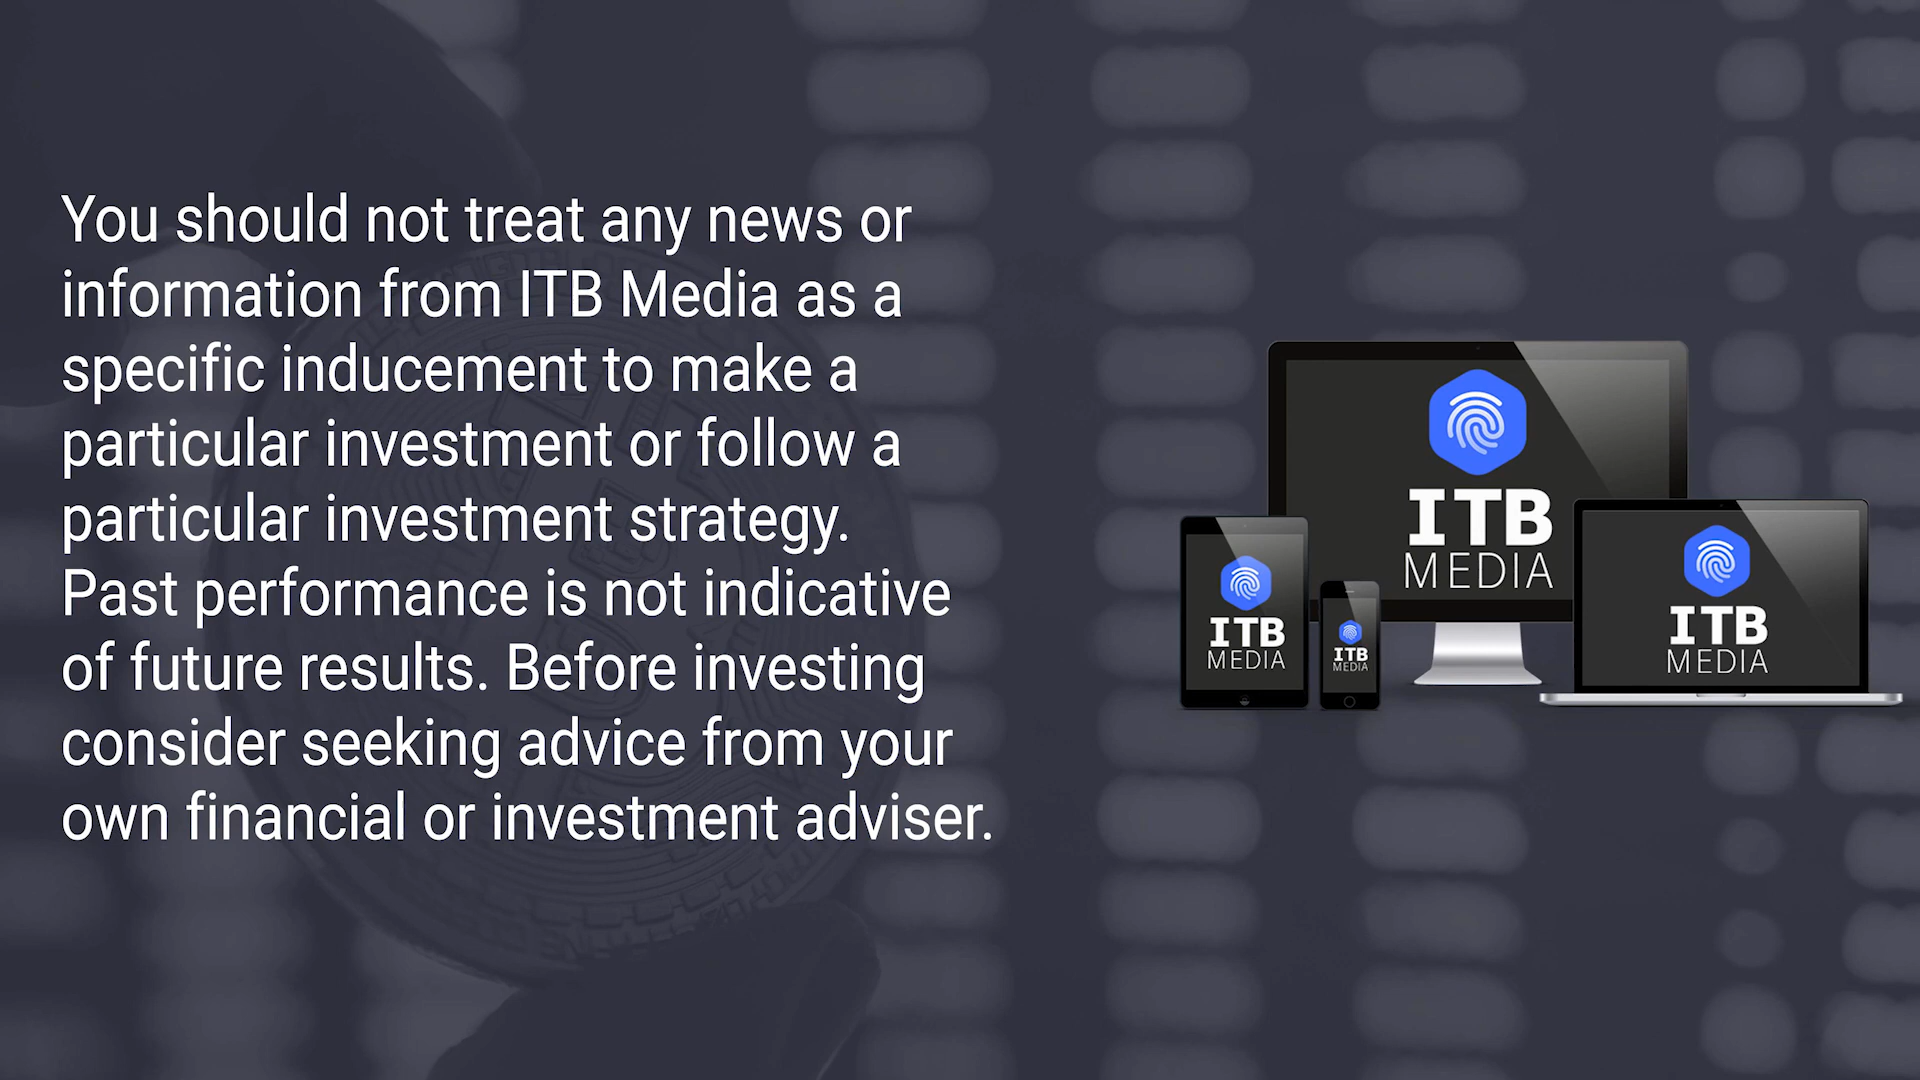 You should not treat any news or
information from ITB Media as a
specific inducement to make a
particular investment or follow a
particular investment strategy.
Past performance is not indicative
of future results. Before investing
consider seeking advice from your
own financial or investment adviser.
ITB
MEDIA
ITB
MEDIA
ITB
MEDIA
ITB
MEDIA